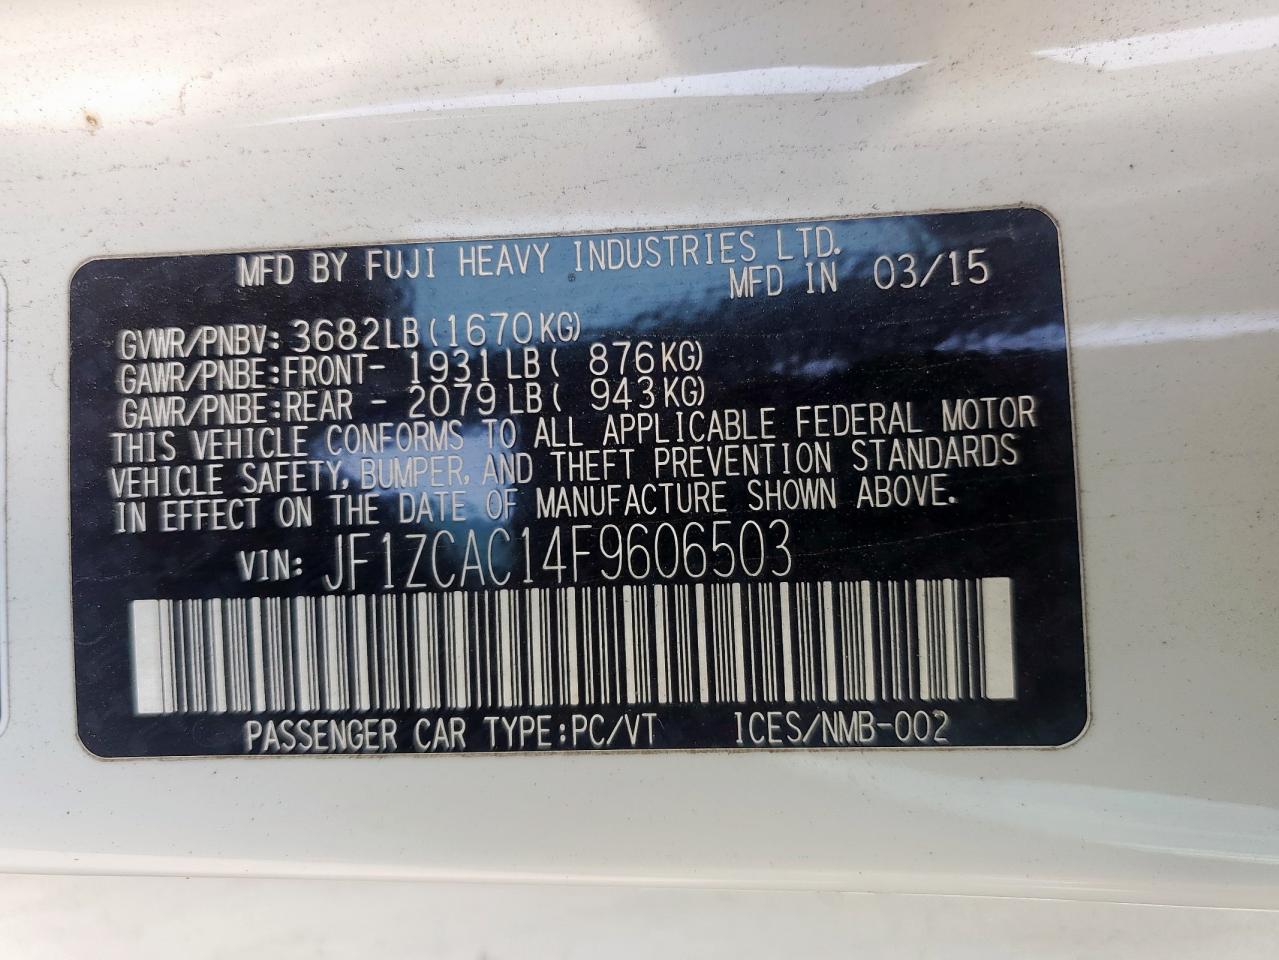 MFD BY FUJI HEAVY INDUSTRIES LTD.
MFD IN 03/15
GVWR/PNBV: 3682LB(1670KG)
GAWR/PNBE:FRONT- 1931LB( 876KG)
GAWR/PNBE:REAR - 2079LB( 943KG)
THIS VEHICLE CONFORMS TO ALL APPLICABLE FEDERAL MOTOR
VEHICLE SAFETY, BUMPER, AND THEFT PREVENTION STANDARDS
IN EFFECT ON THE DATE OF MANUFACTURE SHOWN ABOVE.
VIN: JF1ZCAC14F9606503
PASSENGER CAR TYPE:PC/VT ICES/NMB-002